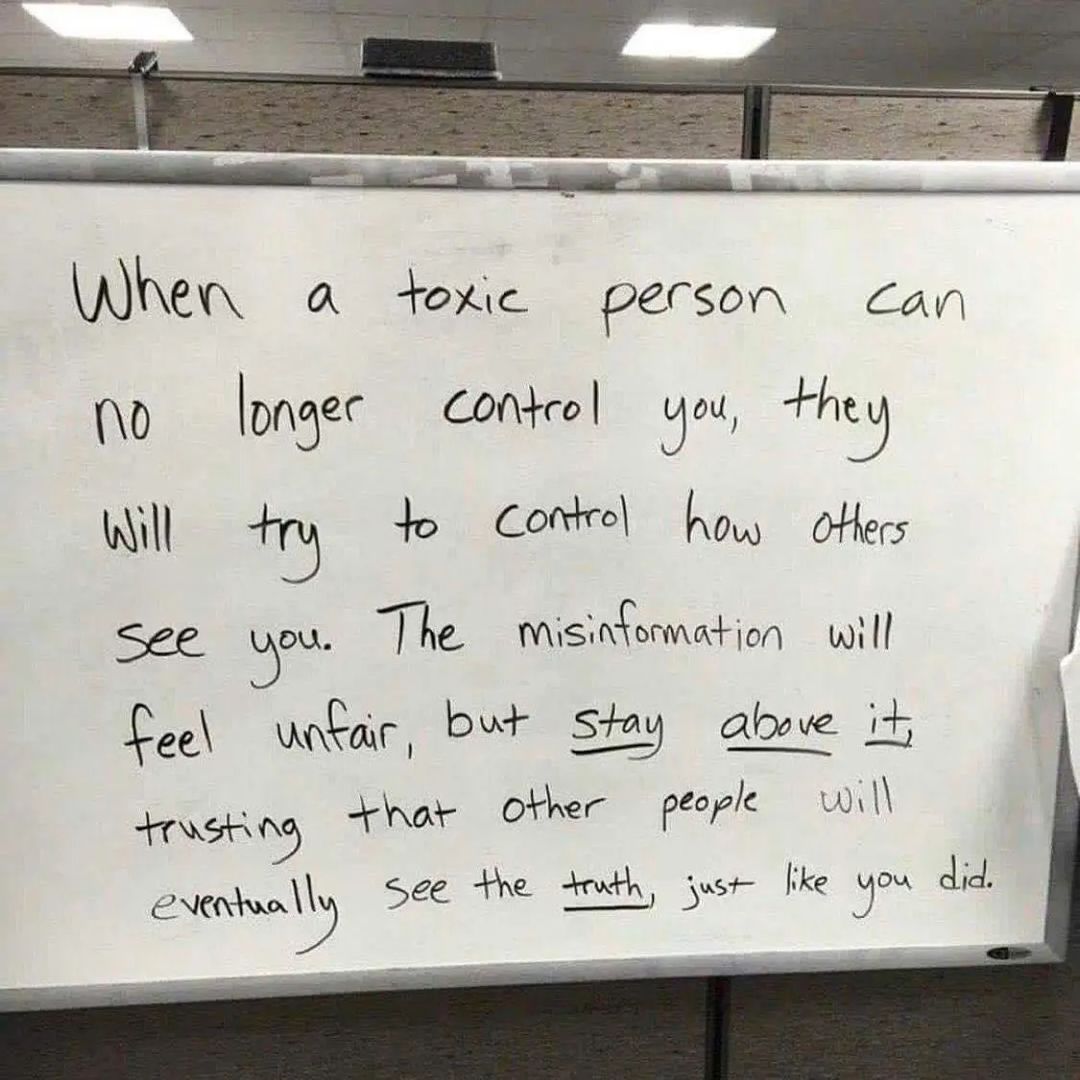 When a toxic person can
no longer control you, they
Will try to control how others
see you. The misinformation will
feel unfair, but stay above it,
trusting that other people will
eventually see the truth, just like you did.